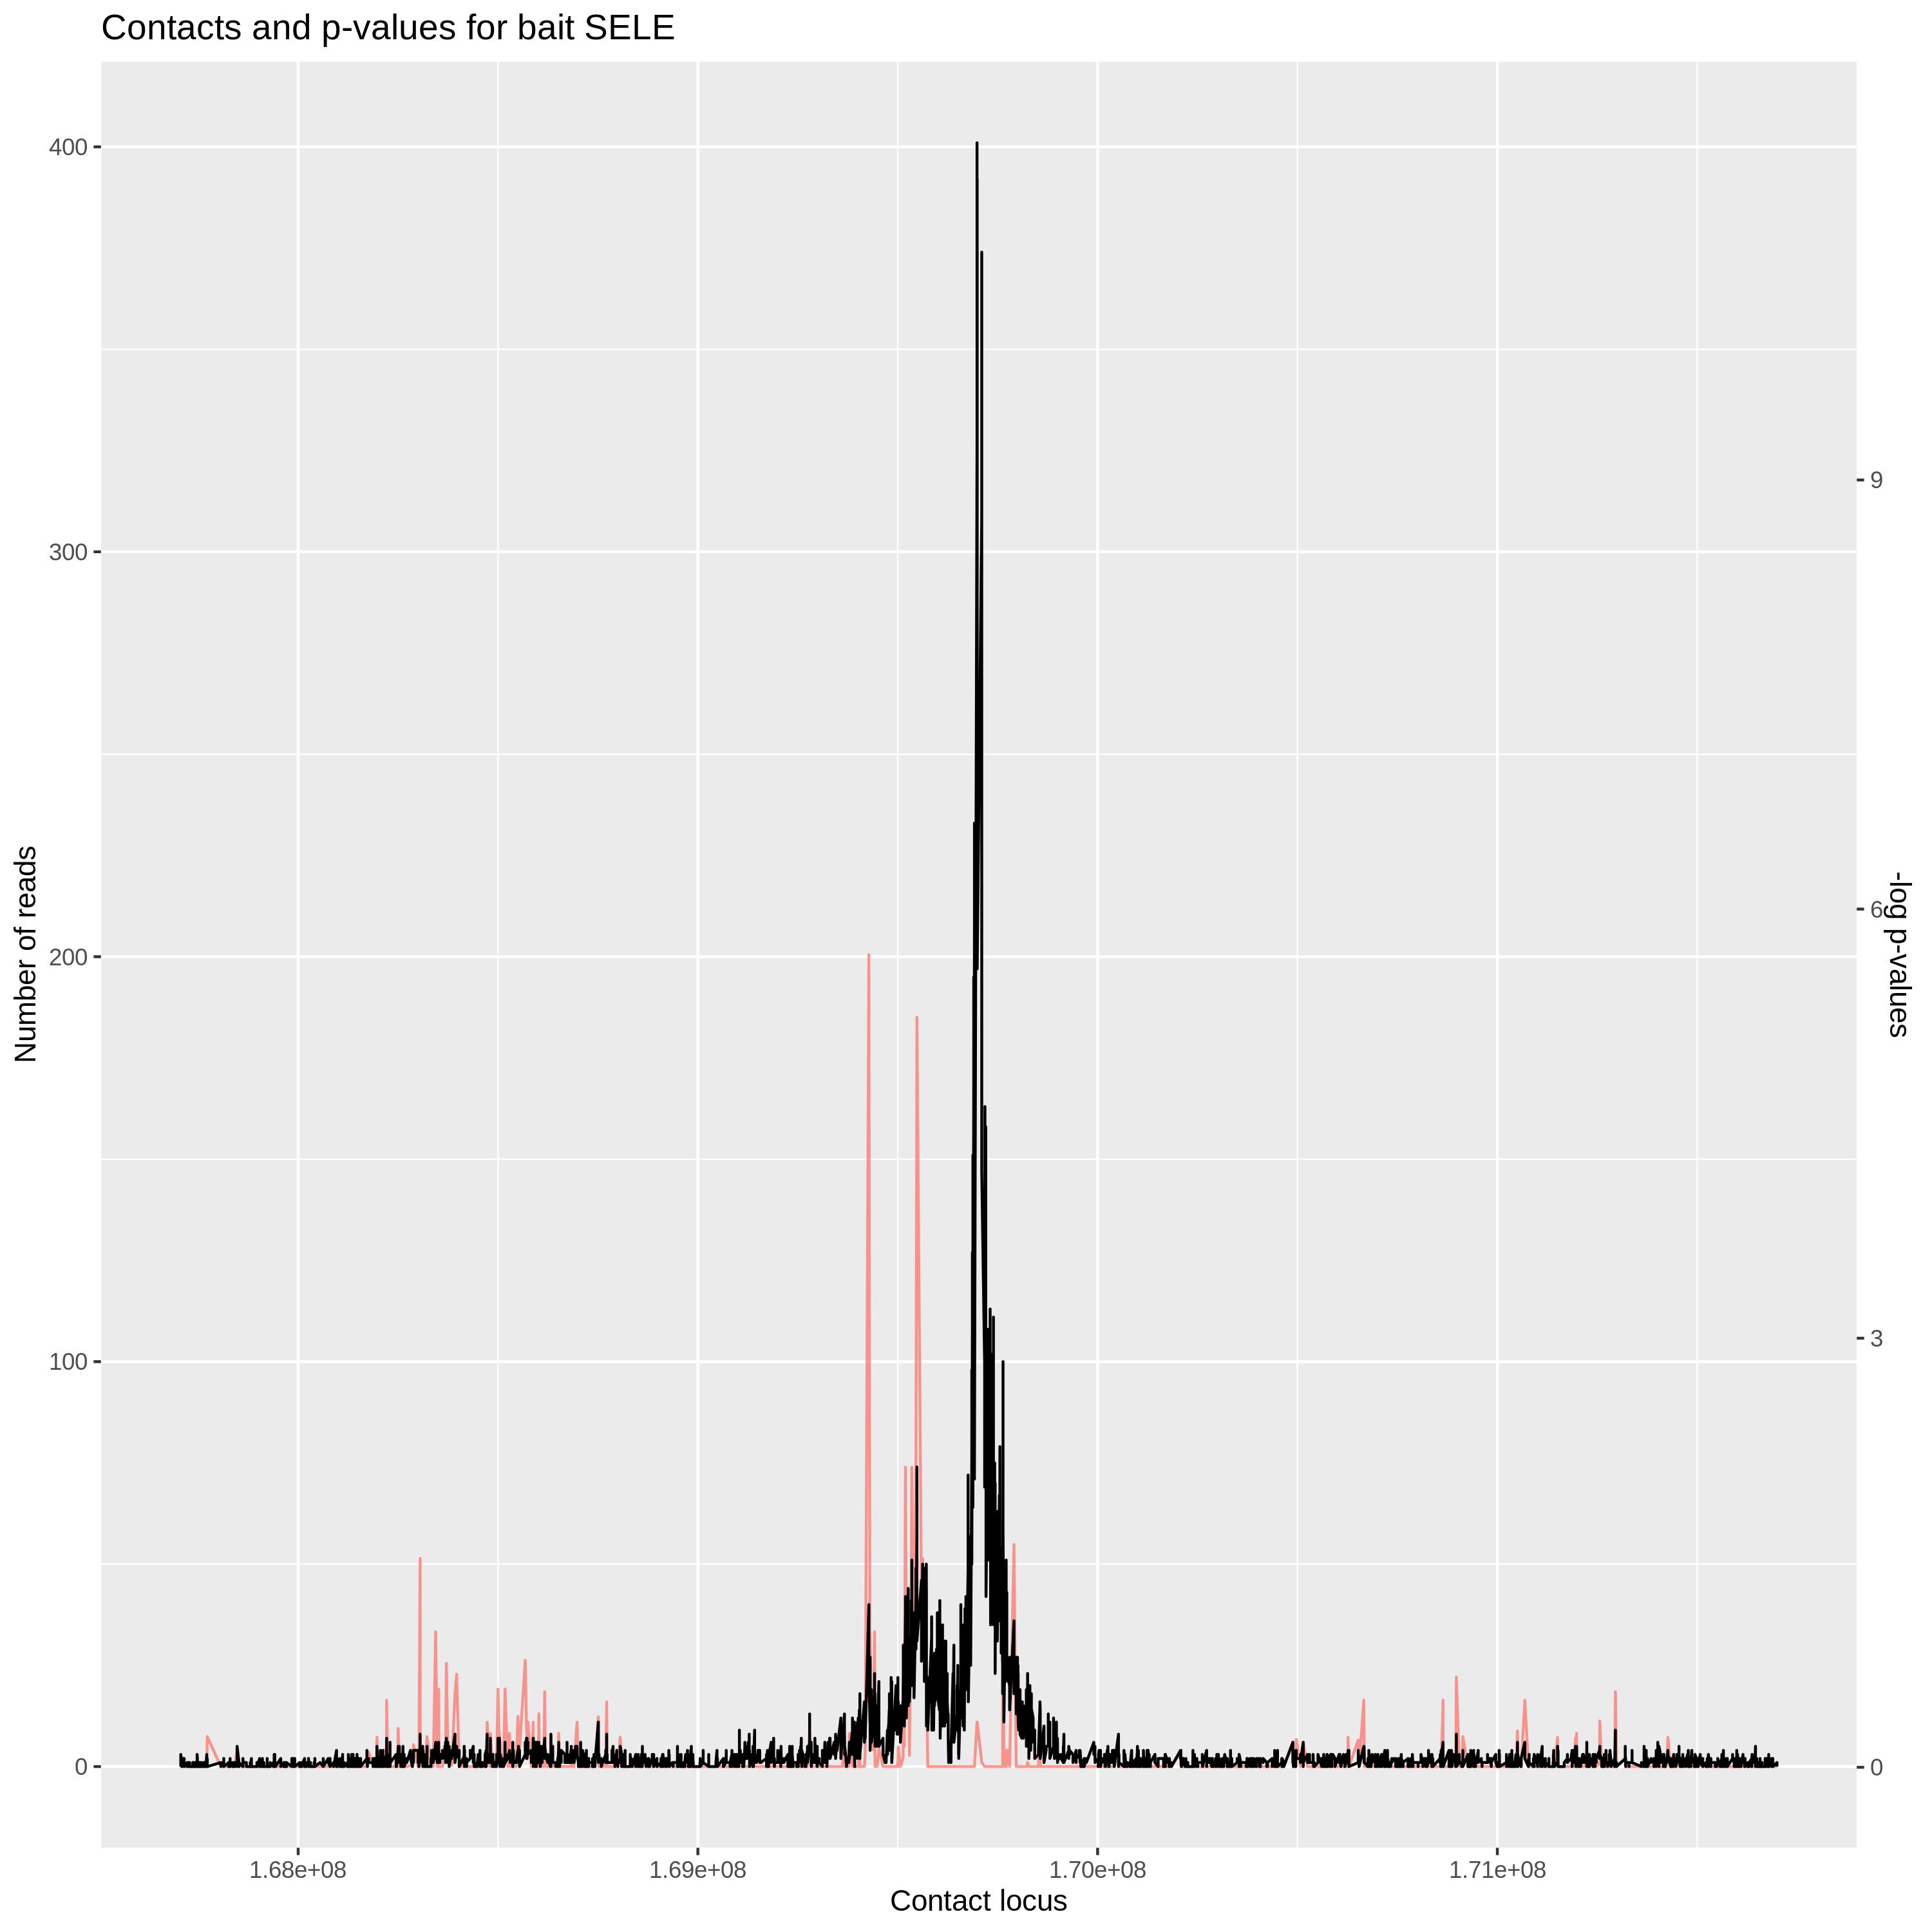 Contacts and p-values for bait SELE
400
300
200
100
0
Number of reads
9
6
3
0
-log p-values
1.68e+08
1.69e+08
1.70e+08
1.71e+08
Contact locus